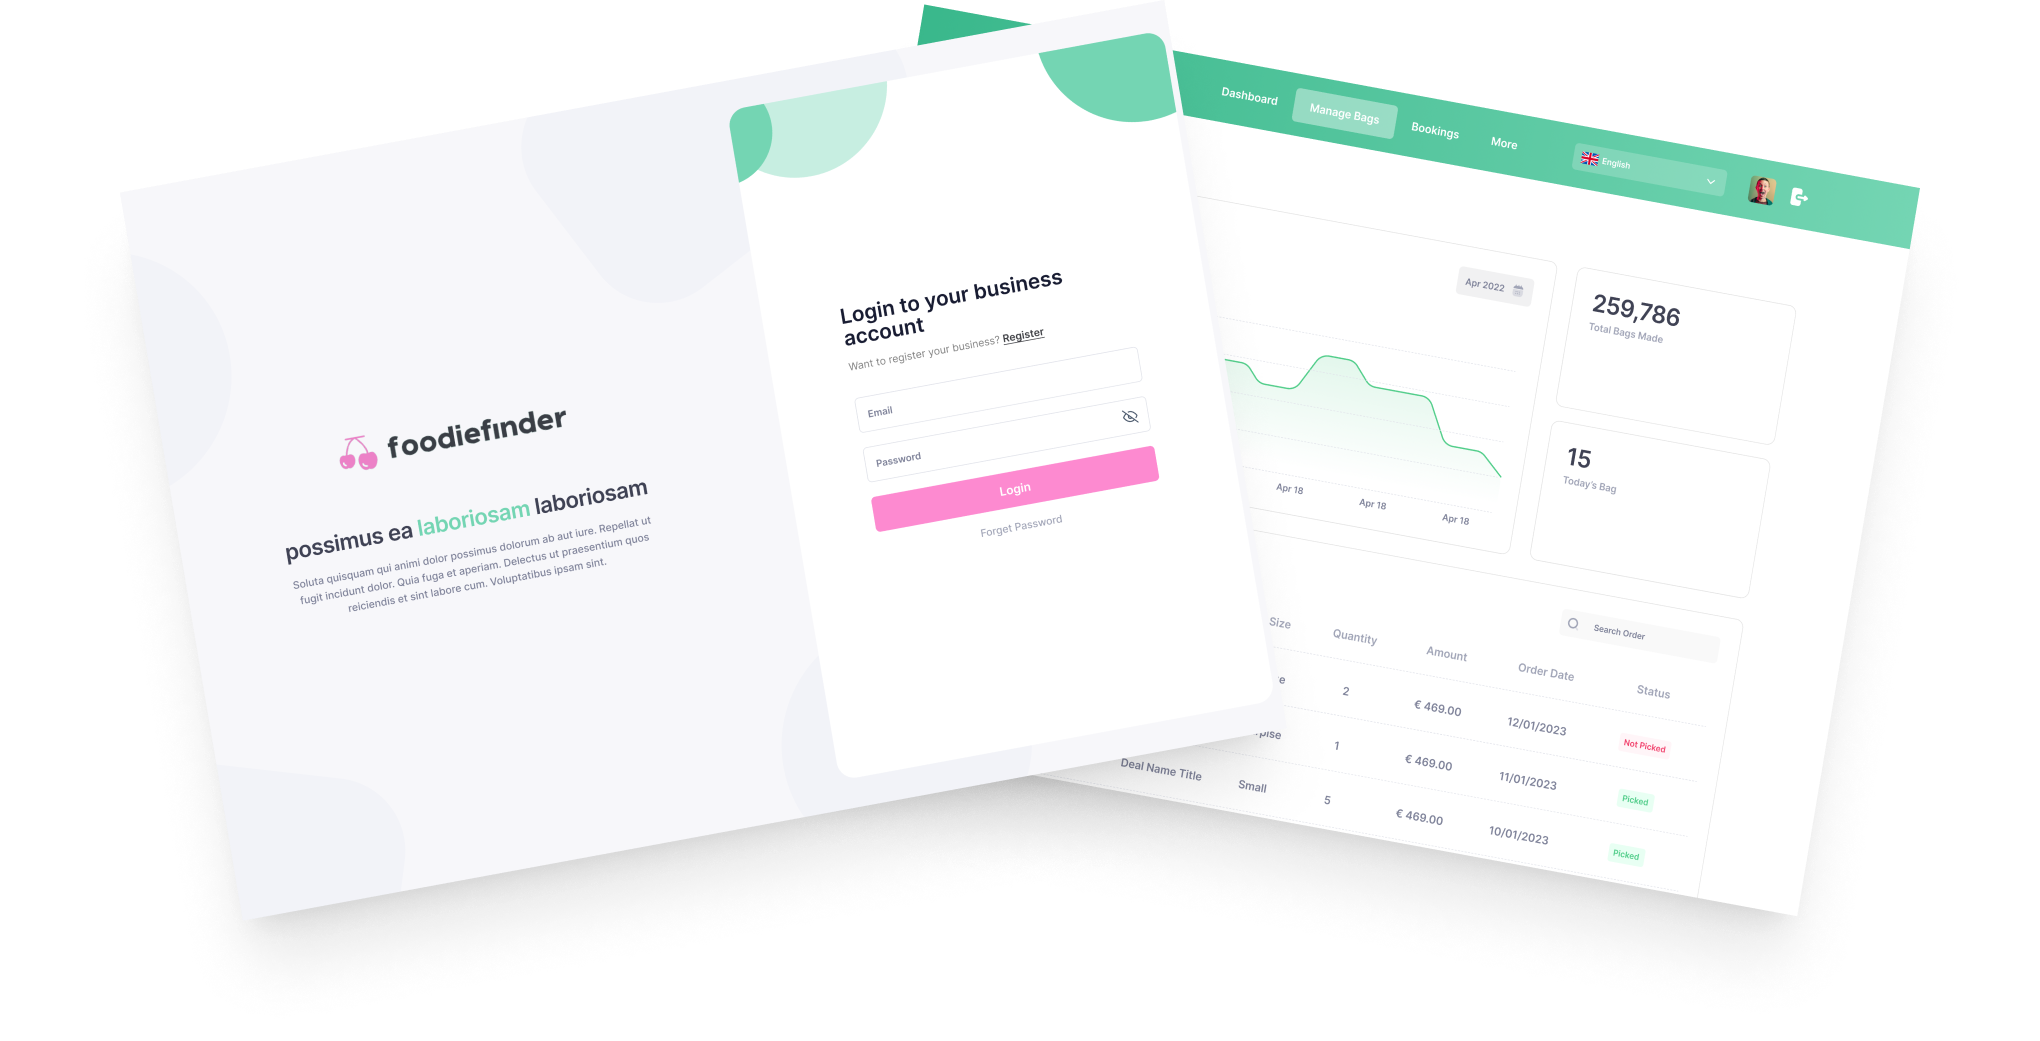 foodiefinder
possimus ea laboriosam laboriosam
Soluta quisquam qui animi dolor possimus dolorum ab aut iure. Repellat ut
fugit incidunt dolor. Quia fuga et aperiam. Delectus ut praesentium quos
reiciendis et sint labore cum. Voluptatibus ipsam sint.
Login to your business
account
Want to register your business? Register
Email
Password
Login
Forget Password
Dashboard
Manage Bags
Bookings
More
English
Apr 2022
Apr 18
Apr 18
Apr 18
259,786
Total Bags Made
15
Today's Bag
Search Order
Size Quantity Amount Order Date Status
2 € 469.00 12/01/2023 Not Picked
1 € 469.00 11/01/2023 Picked
Deal Name Title Small 5 € 469.00 10/01/2023 Picked